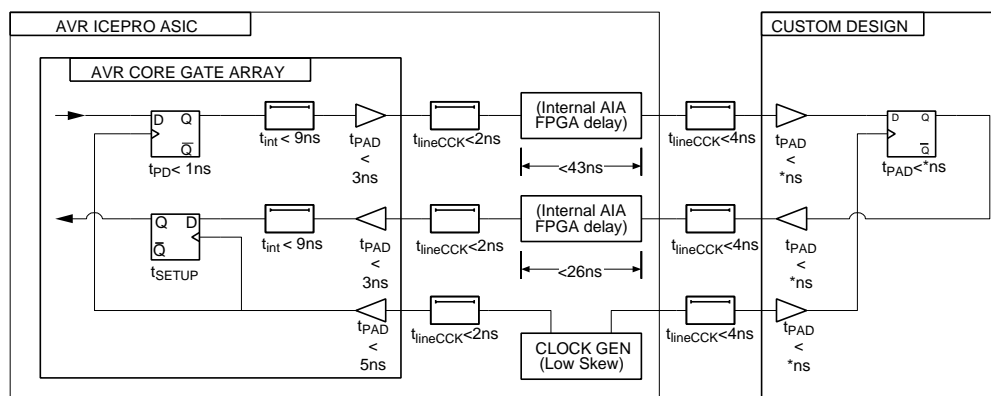 AVR ICEPRO ASIC
CUSTOM DESIGN
AVR CORE GATE ARRAY
D Q
Q
tPD< 1ns
tint< 9ns
tPAD
<
3ns
tlineCCK<2ns
(Internal AIA
FPGA delay)
<43ns
tlineCCK<4ns
tPAD
<
*ns
D Q
Q
tPAD<*ns
Q D
Q
tSETUP
tint< 9ns
tPAD
<
3ns
tlineCCK<2ns
(Internal AIA
FPGA delay)
<26ns
tlineCCK<4ns
tPAD
<
*ns
tPAD
<
5ns
tlineCCK<2ns
CLOCK GEN
(Low Skew)
tlineCCK<4ns
tPAD
<
*ns